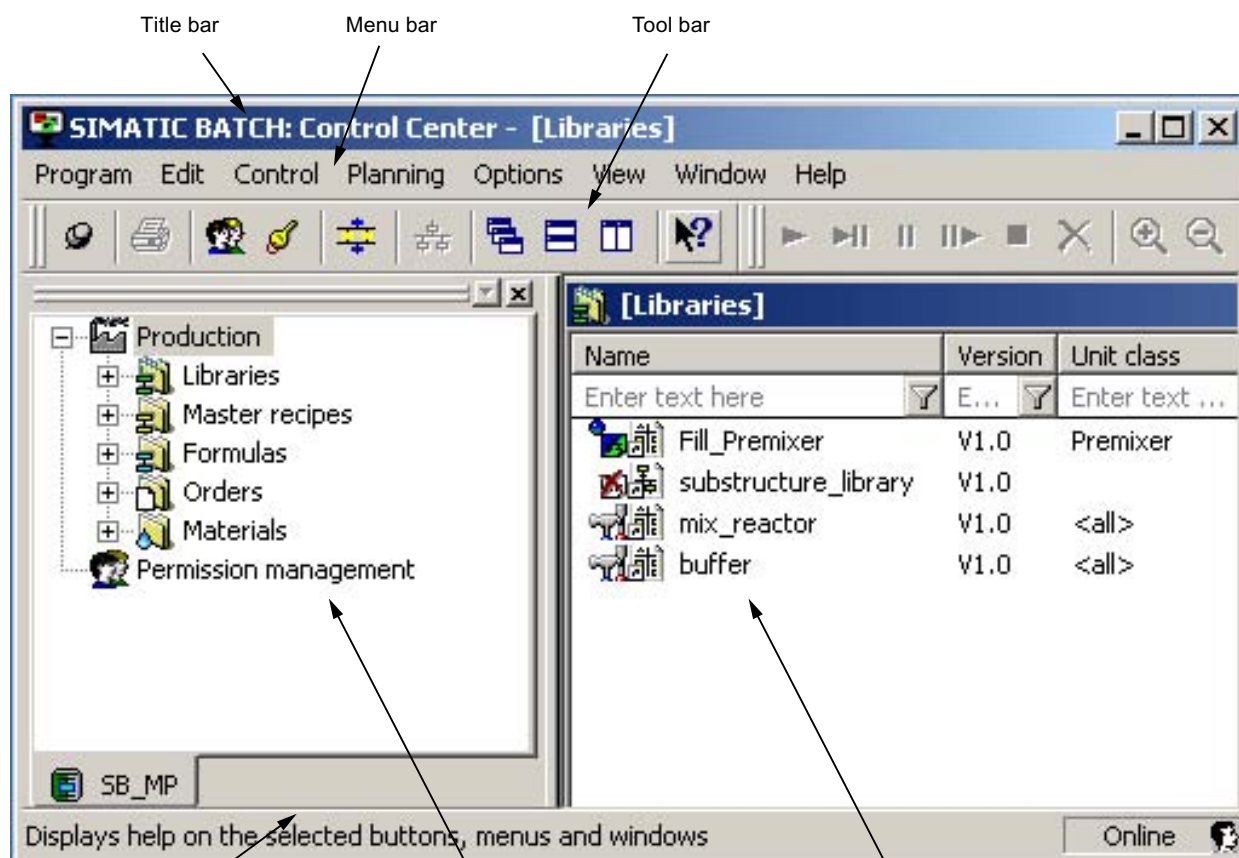 Title bar Menu bar Tool bar
SIMATIC BATCH: Control Center - [Libraries]
Program Edit Control Planning Options View Window Help
Production
Libraries
Master recipes
Formulas
Orders
Materials
Permission management
SB_MP
[Libraries]
Name Version Unit class
Enter text here E... Enter text ...
Fill_Premixer V1.0 Premixer
substructure_library V1.0
mix_reactor V1.0 <all>
buffer V1.0 <all>
Displays help on the selected buttons, menus and windows Online